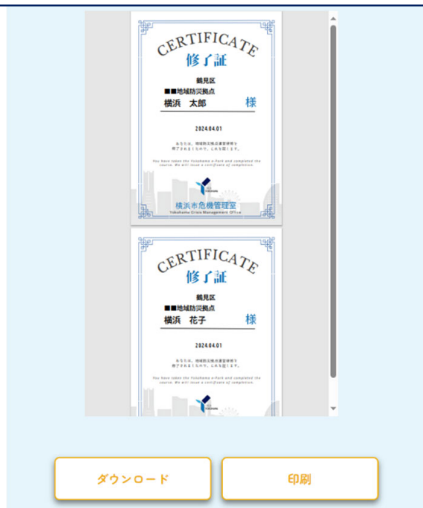 CERTIFICATE
修了証
鶴見区
■■地域防災拠点
横浜 太郎 様
2024.04.01
横浜市危機管理室
Yokohama Crisis Management Office
CERTIFICATE
修了証
鶴見区
■■地域防災拠点
横浜 花子 様
2024.04.01
ダウンロード
印刷